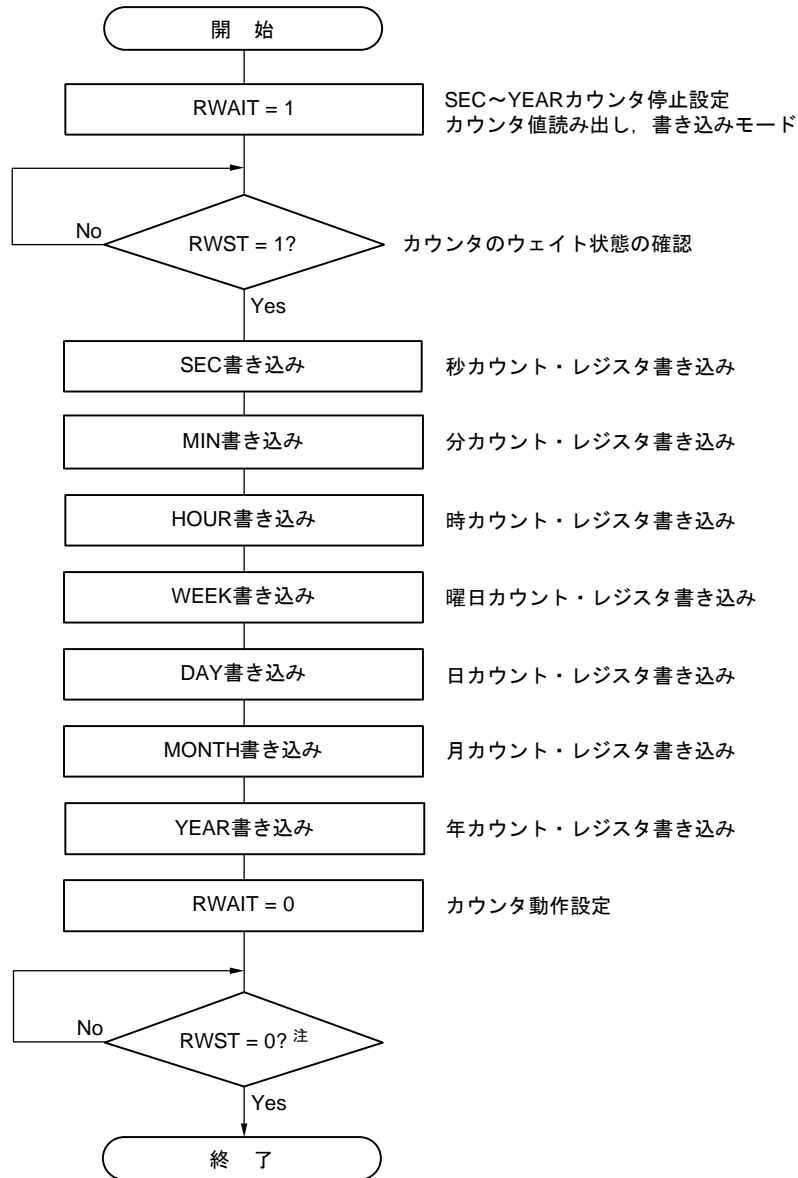 開 始
RWAIT = 1
SEC～YEARカウンタ停止設定
カウンタ値読み出し，書き込みモード
No
RWST = 1?
カウンタのウェイト状態の確認
Yes
SEC書き込み
秒カウント・レジスタ書き込み
MIN書き込み
分カウント・レジスタ書き込み
HOUR書き込み
時カウント・レジスタ書き込み
WEEK書き込み
曜日カウント・レジスタ書き込み
DAY書き込み
日カウント・レジスタ書き込み
MONTH書き込み
月カウント・レジスタ書き込み
YEAR書き込み
年カウント・レジスタ書き込み
RWAIT = 0
カウンタ動作設定
No
RWST = 0? 注
Yes
終 了